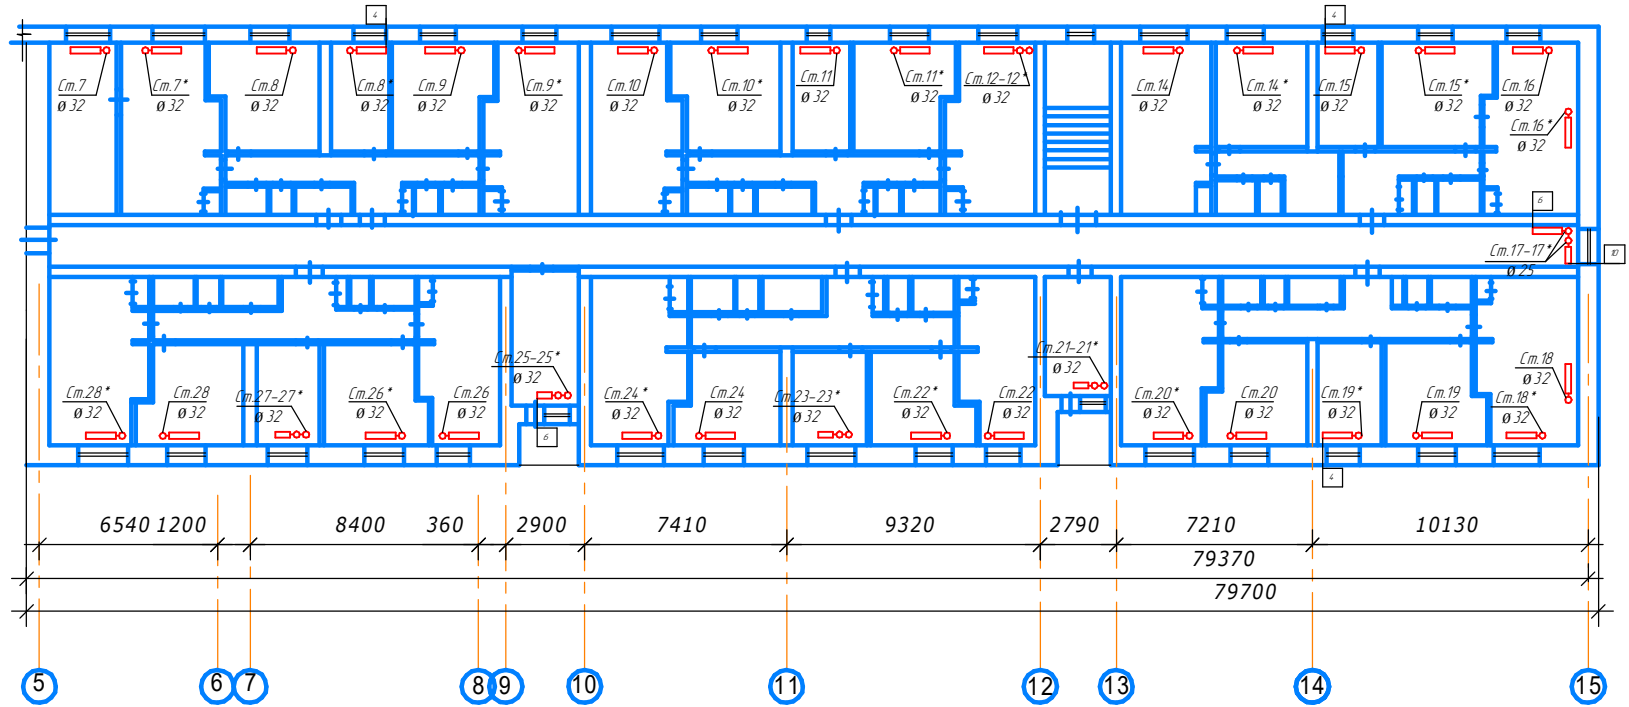 4
4
Ст.7
Ø 32
Ст.7*
Ø 32
Ст.8
Ø 32
Ст.8*
Ø 32
Ст.9
Ø 32
Ст.9*
Ø 32
Ст.10
Ø 32
Ст.10*
Ø 32
Ст.11
Ø 32
Ст.11*
Ø 32
Ст.12-12*
Ø 32
Ст.14
Ø 32
Ст.14*
Ø 32
Ст.15
Ø 32
Ст.15*
Ø 32
Ст.16
Ø 32
Ст.16*
Ø 32
6
Ст.17-17*
Ø 25
10
Ст.28*
Ø 32
Ст.28
Ø 32
Ст.27-27*
Ø 32
Ст.26*
Ø 32
Ст.26
Ø 32
Ст.25-25*
Ø 32
6
Ст.24*
Ø 32
Ст.24
Ø 32
Ст.23-23*
Ø 32
Ст.22*
Ø 32
Ст.22
Ø 32
Ст.21-21*
Ø 32
Ст.20*
Ø 32
Ст.20
Ø 32
Ст.19*
Ø 32
Ст.19
Ø 32
Ст.18*
Ø 32
Ст.18
Ø 32
4
6540 1200 8400 360 2900 7410 9320 2790 7210 10130
79370
79700
5 6 7 8 9 10 11 12 13 14 15